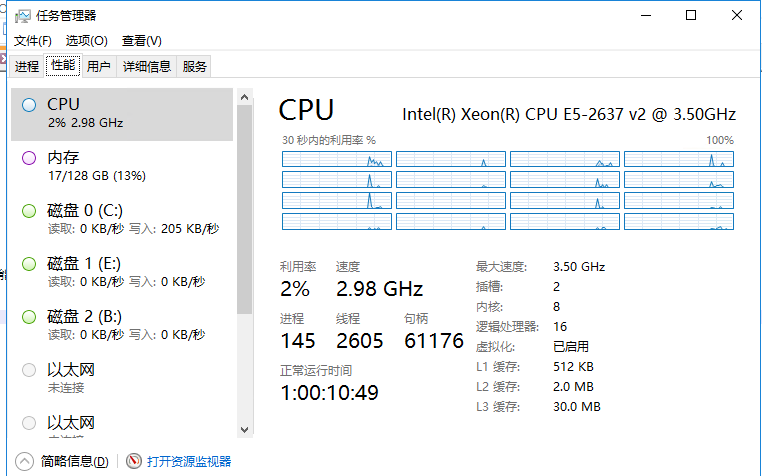 任务管理器
文件(F) 选项(O) 查看(V)
进程 性能 用户 详细信息 服务
CPU
2% 2.98 GHz
内存
17/128 GB (13%)
磁盘 0 (C:)
读取: 0 KB/秒 写入: 205 KB/秒
磁盘 1 (E:)
读取: 0 KB/秒 写入: 0 KB/秒
磁盘 2 (B:)
读取: 0 KB/秒 写入: 0 KB/秒
以太网
未连接
以太网
CPU Intel(R) Xeon(R) CPU E5-2637 v2 @ 3.50GHz
30 秒内的利用率 % 100%
利用率 速度
2% 2.98 GHz
进程 线程 句柄
145 2605 61176
正常运行时间
1:00:10:49
最大速度: 3.50 GHz
插槽: 2
内核: 8
逻辑处理器: 16
虚拟化: 已启用
L1 缓存: 512 KB
L2 缓存: 2.0 MB
L3 缓存: 30.0 MB
简略信息(D) 打开资源监视器